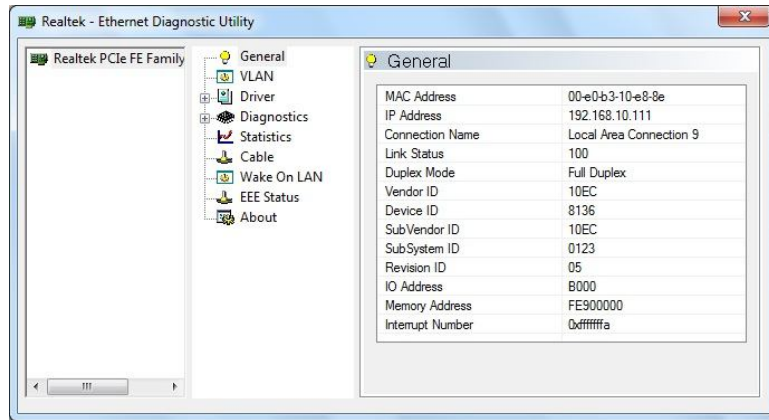 Realtek - Ethernet Diagnostic Utility
Realtek PCIe FE Family
General
VLAN
Driver
Diagnostics
Statistics
Cable
Wake On LAN
EEE Status
About
General
MAC Address 00-e0-b3-10-e8-8e
IP Address 192.168.10.111
Connection Name Local Area Connection 9
Link Status 100
Duplex Mode Full Duplex
Vendor ID 10EC
Device ID 8136
SubVendor ID 10EC
SubSystem ID 0123
Revision ID 05
IO Address B000
Memory Address FE900000
Interrupt Number 0xfffffffa